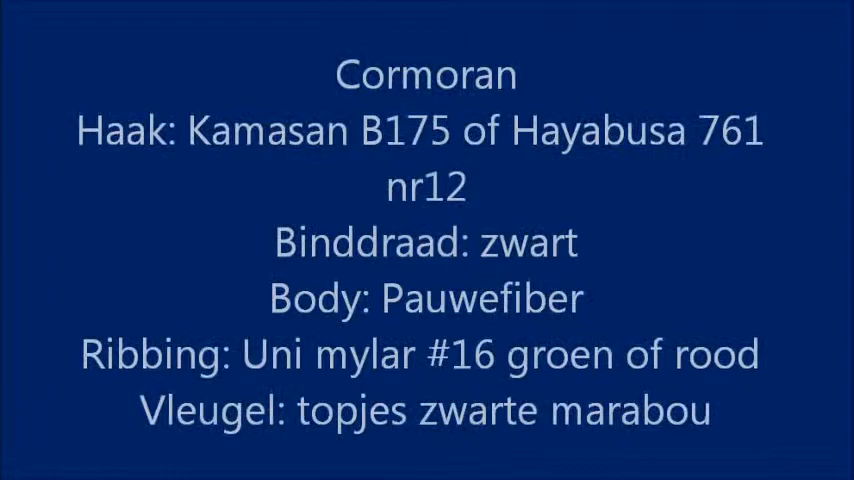 Cormoran
Haak: Kamasan B175 of Hayabusa 761
nr12
Binddraad: zwart
Body: Pauwefiber
Ribbing: Uni mylar #16 groen of rood
Vleugel: topjes zwarte marabou